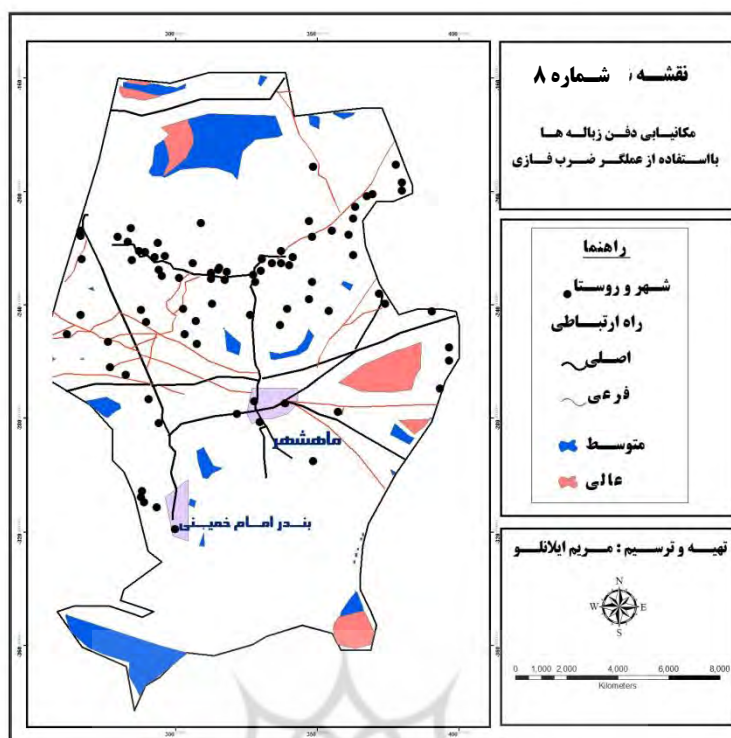 نقشه شماره ۸
مکانیابی دفن زباله ها
بااستفاده از عملگر ضرب فازی
راهنما
شهر و روستا
راه ارتباطی
اصلی
فرعی
متوسط
عالی
تهیه و ترسیم : مریم ایلانلو
N
W E
S
0 1,000 2,000 4,000 6,000 8,000
Kilometers
ماهشهر
بندر امام خمینی